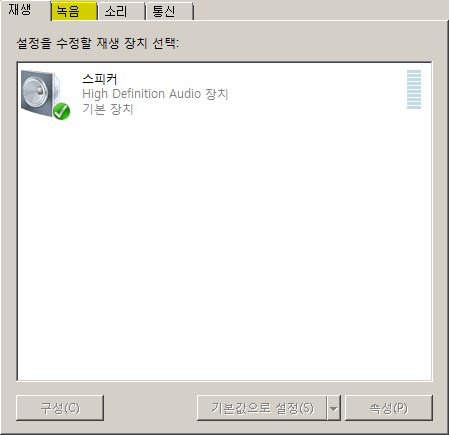 재생 녹음 소리 통신
설정을 수정할 재생 장치 선택:
스피커
High Definition Audio 장치
기본 장치
구성(C) 기본값으로 설정(S) 속성(P)